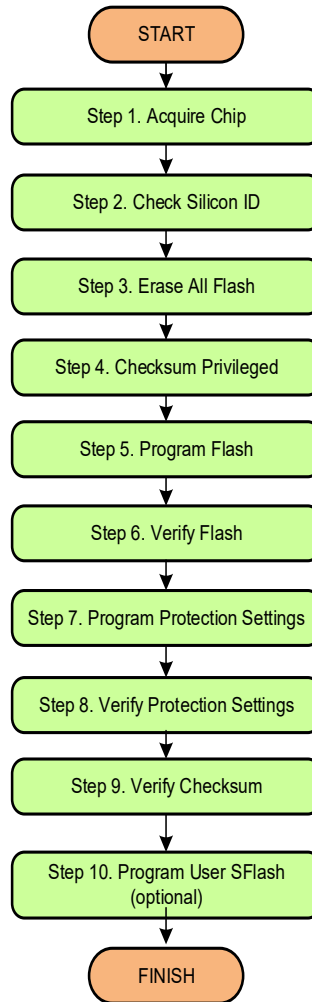 START
Step 1. Acquire Chip
Step 2. Check Silicon ID
Step 3. Erase All Flash
Step 4. Checksum Privileged
Step 5. Program Flash
Step 6. Verify Flash
Step 7. Program Protection Settings
Step 8. Verify Protection Settings
Step 9. Verify Checksum
Step 10. Program User SFlash
(optional)
FINISH